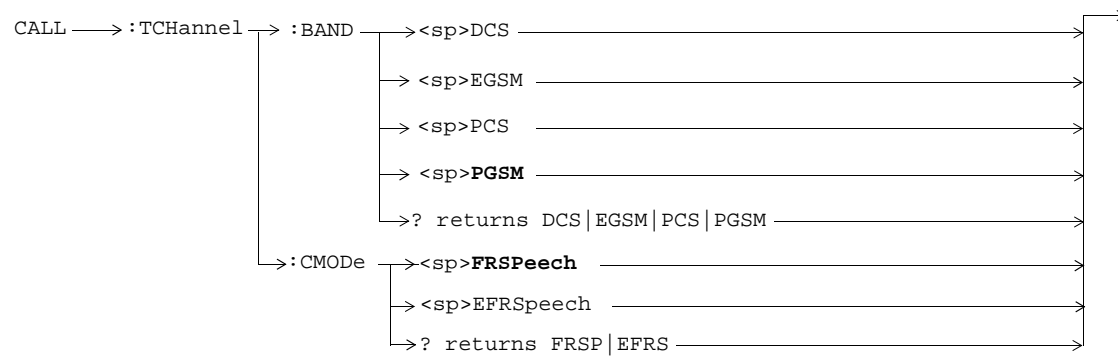 CALL :TCHannel :BAND <sp>DCS
<sp>EGSM
<sp>PCS
<sp>PGSM
? returns DCS|EGSM|PCS|PGSM
:CMODe <sp>FRSPeech
<sp>EFRSpeech
? returns FRSP|EFRS